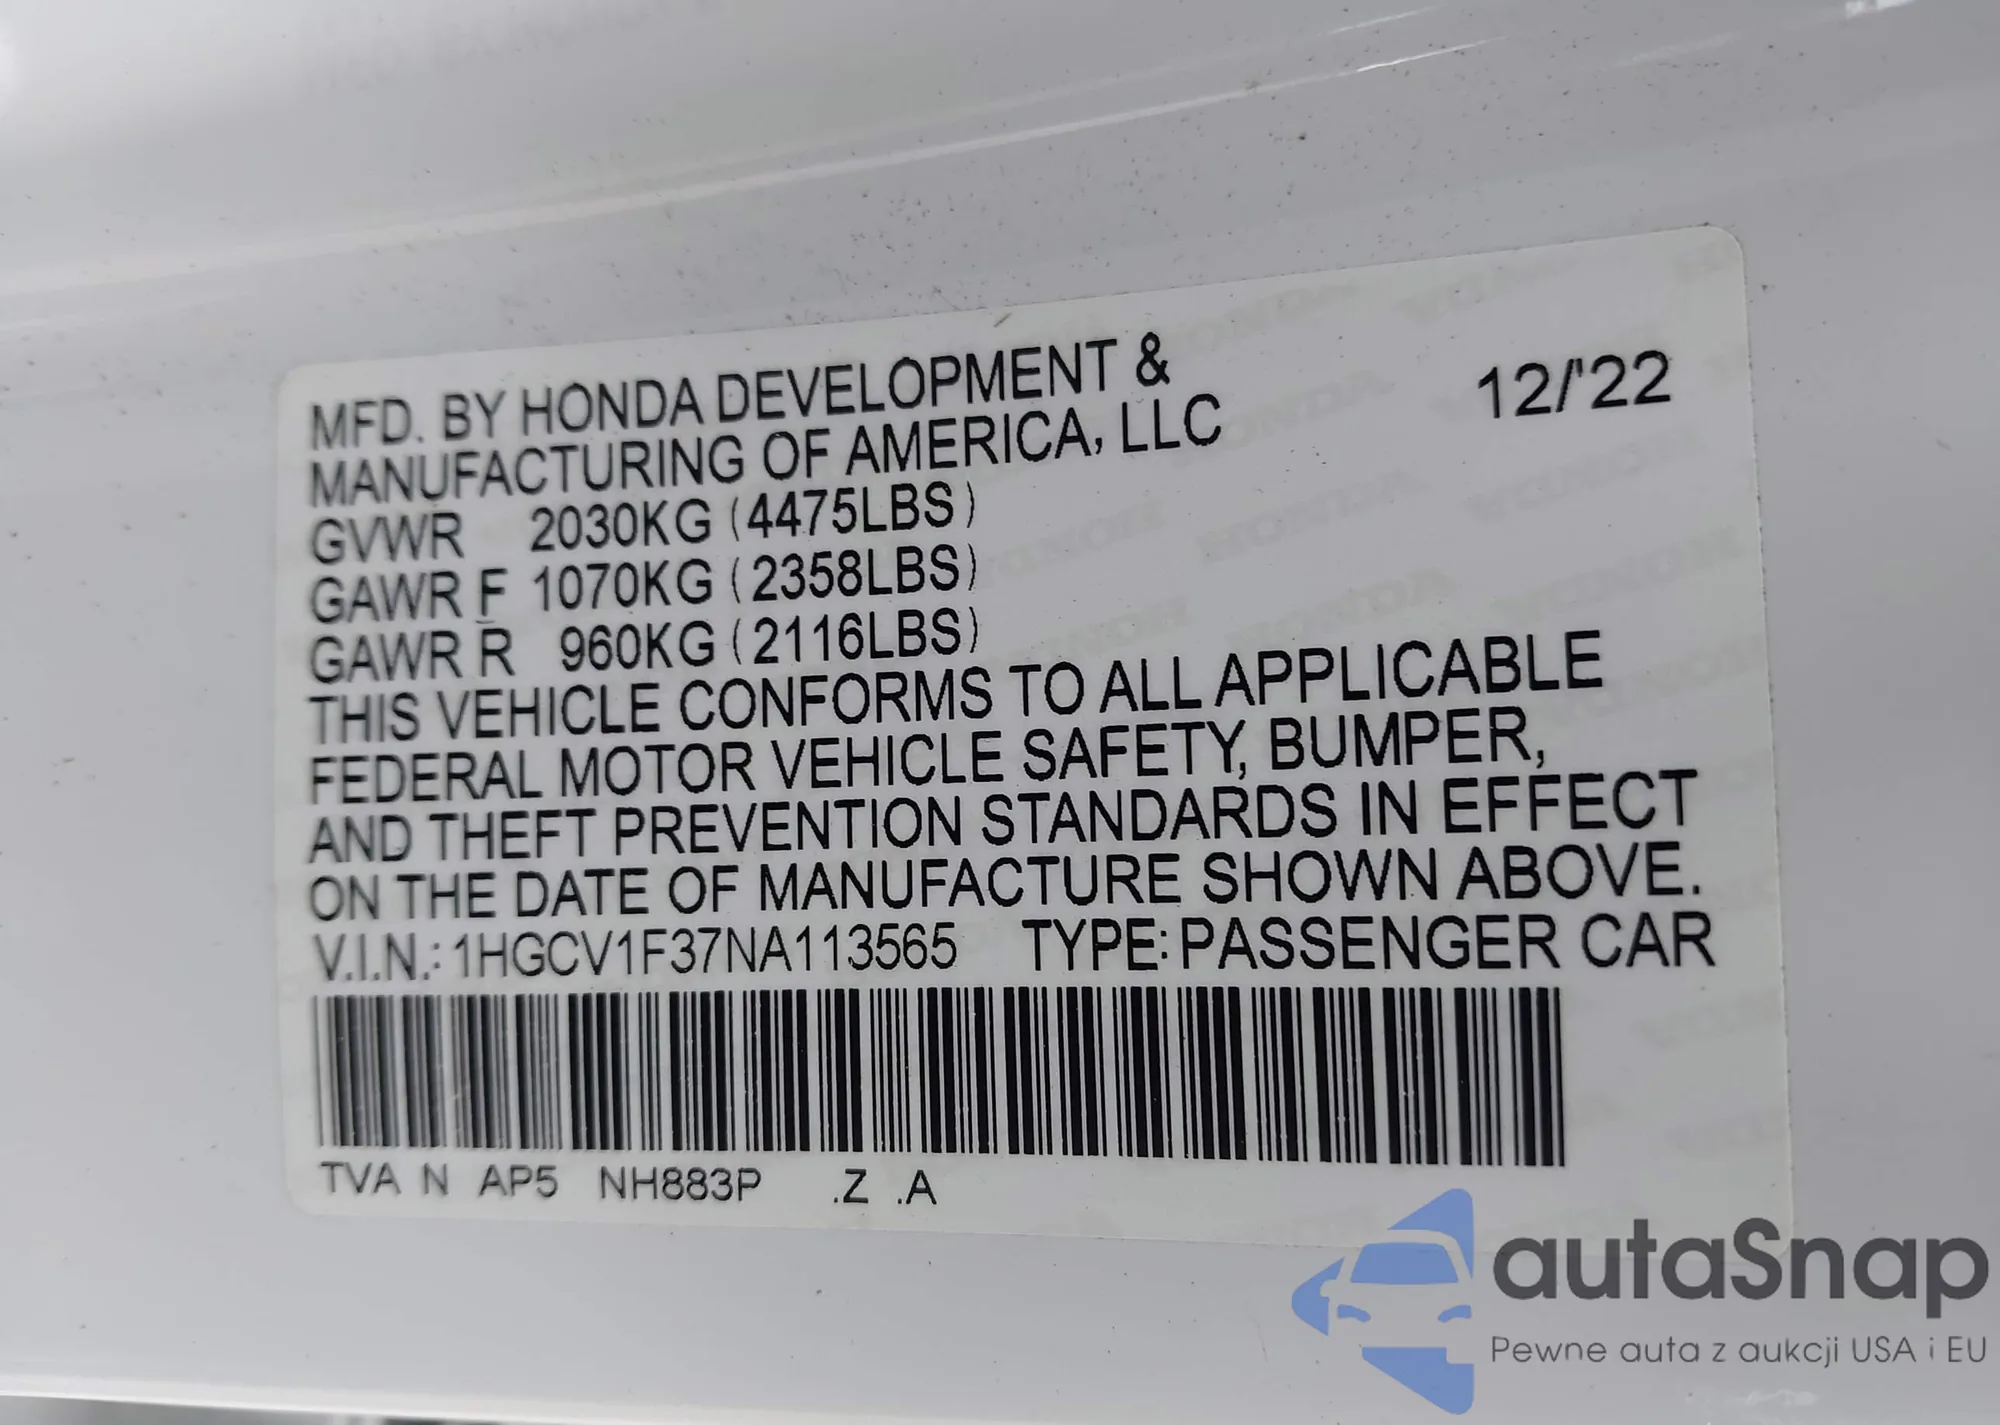 MFD. BY HONDA DEVELOPMENT & 12/'22
MANUFACTURING OF AMERICA, LLC
GVWR 2030KG (4475LBS)
GAWR F 1070KG (2358LBS)
GAWR R 960KG (2116LBS)
THIS VEHICLE CONFORMS TO ALL APPLICABLE
FEDERAL MOTOR VEHICLE SAFETY, BUMPER,
AND THEFT PREVENTION STANDARDS IN EFFECT
ON THE DATE OF MANUFACTURE SHOWN ABOVE.
V.I.N.: 1HGCV1F37NA113565 TYPE: PASSENGER CAR
TVA N AP5 NH883P .Z .A
autaSnap
Pewne auta z aukcji USA i EU